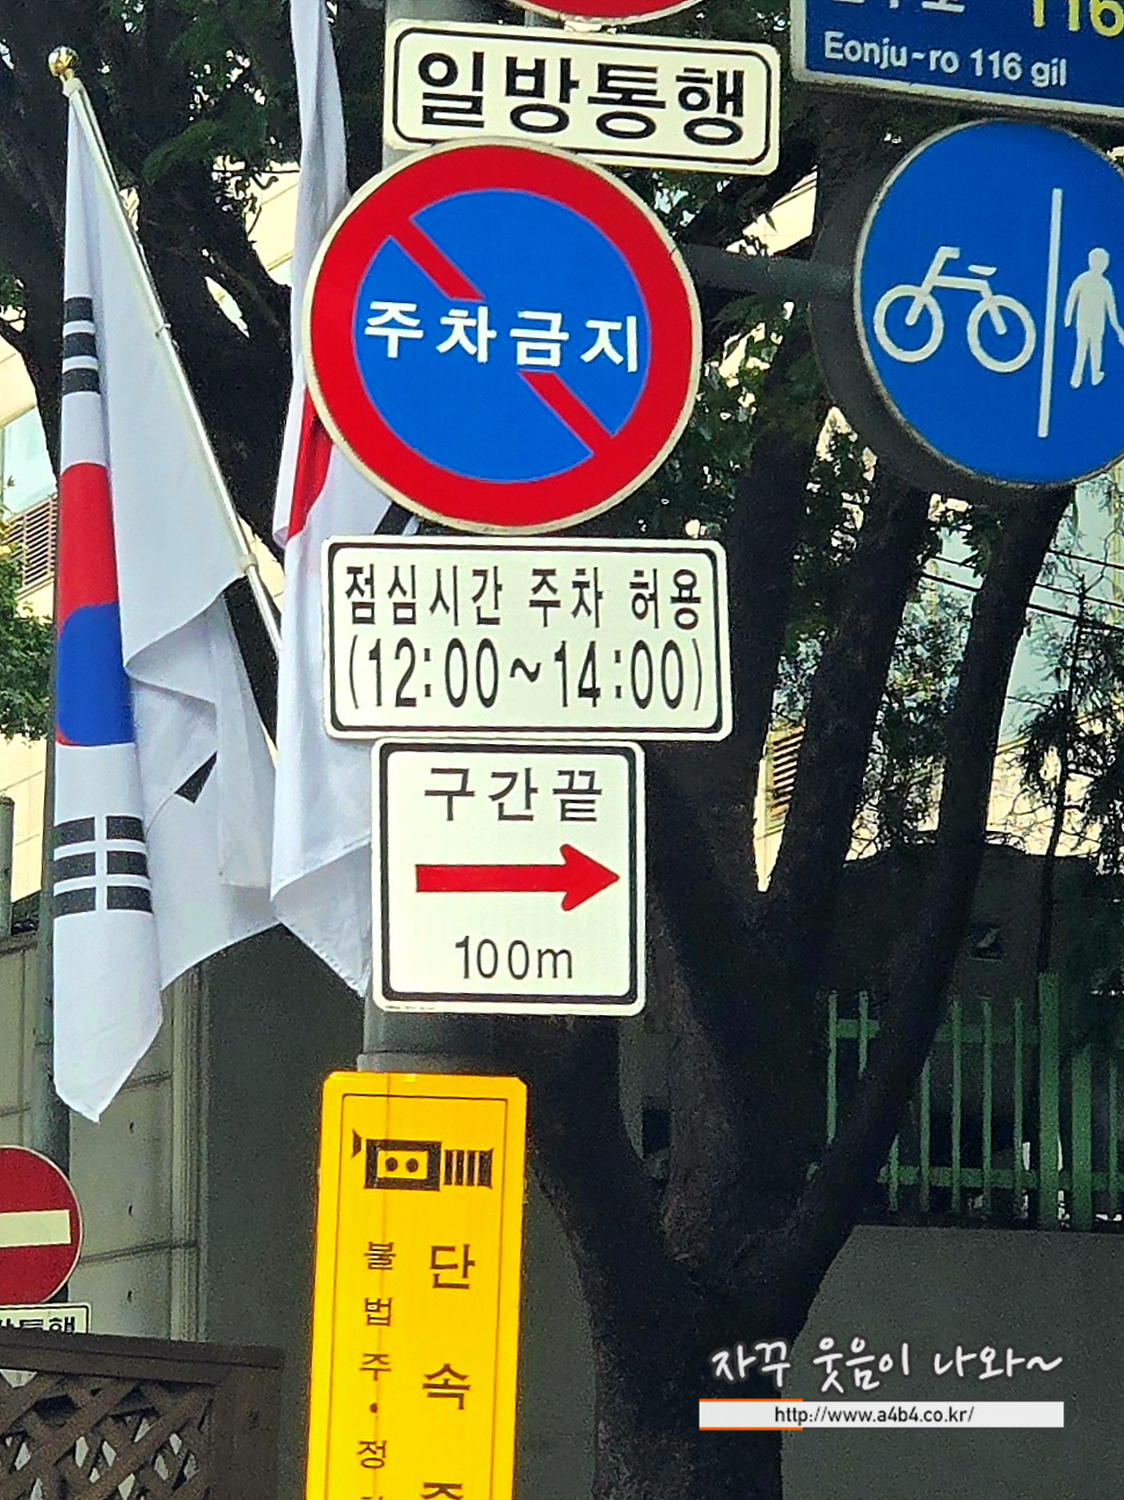 일방통행
116
Eonju~ro 116 gil
주차금지
점심시간 주차 허용
(12:00~14:00)
구간끝
100m
단속
불법주·정
자꾸 웃음이 나와~
http://www.a4b4.co.kr/